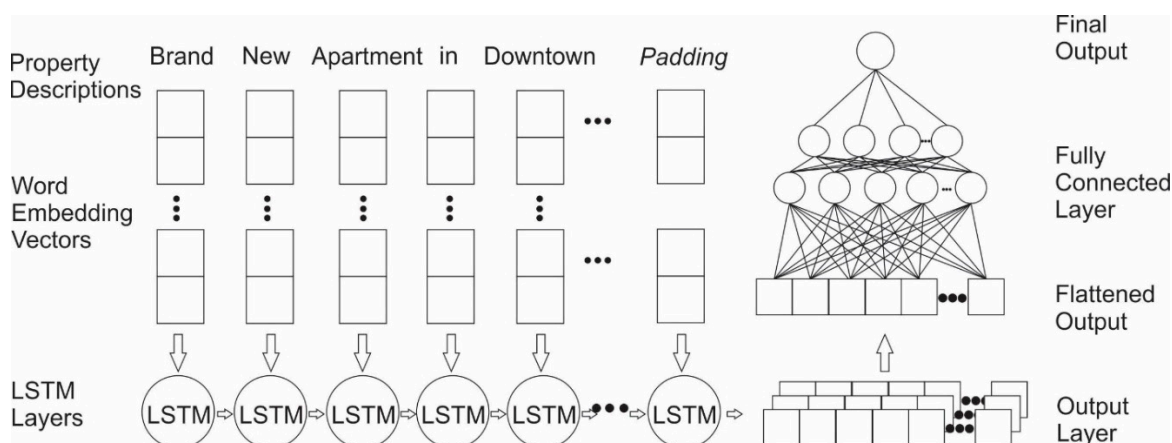 Property
Descriptions
Brand New Apartment in Downtown Padding
Word
Embedding
Vectors
LSTM
Layers
LSTM LSTM LSTM LSTM LSTM LSTM
Final
Output
Fully
Connected
Layer
Flattened
Output
Output
Layer